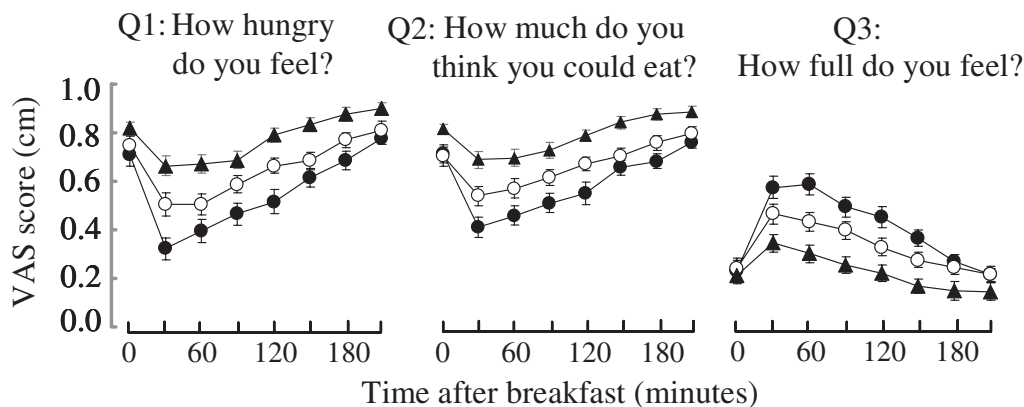 Q1: How hungry
do you feel?
Q2: How much do you
think you could eat?
Q3:
How full do you feel?
VAS score (cm)
1.0
0.8
0.6
0.4
0.2
0.0
0 60 120 180
0 60 120 180
0 60 120 180
Time after breakfast (minutes)